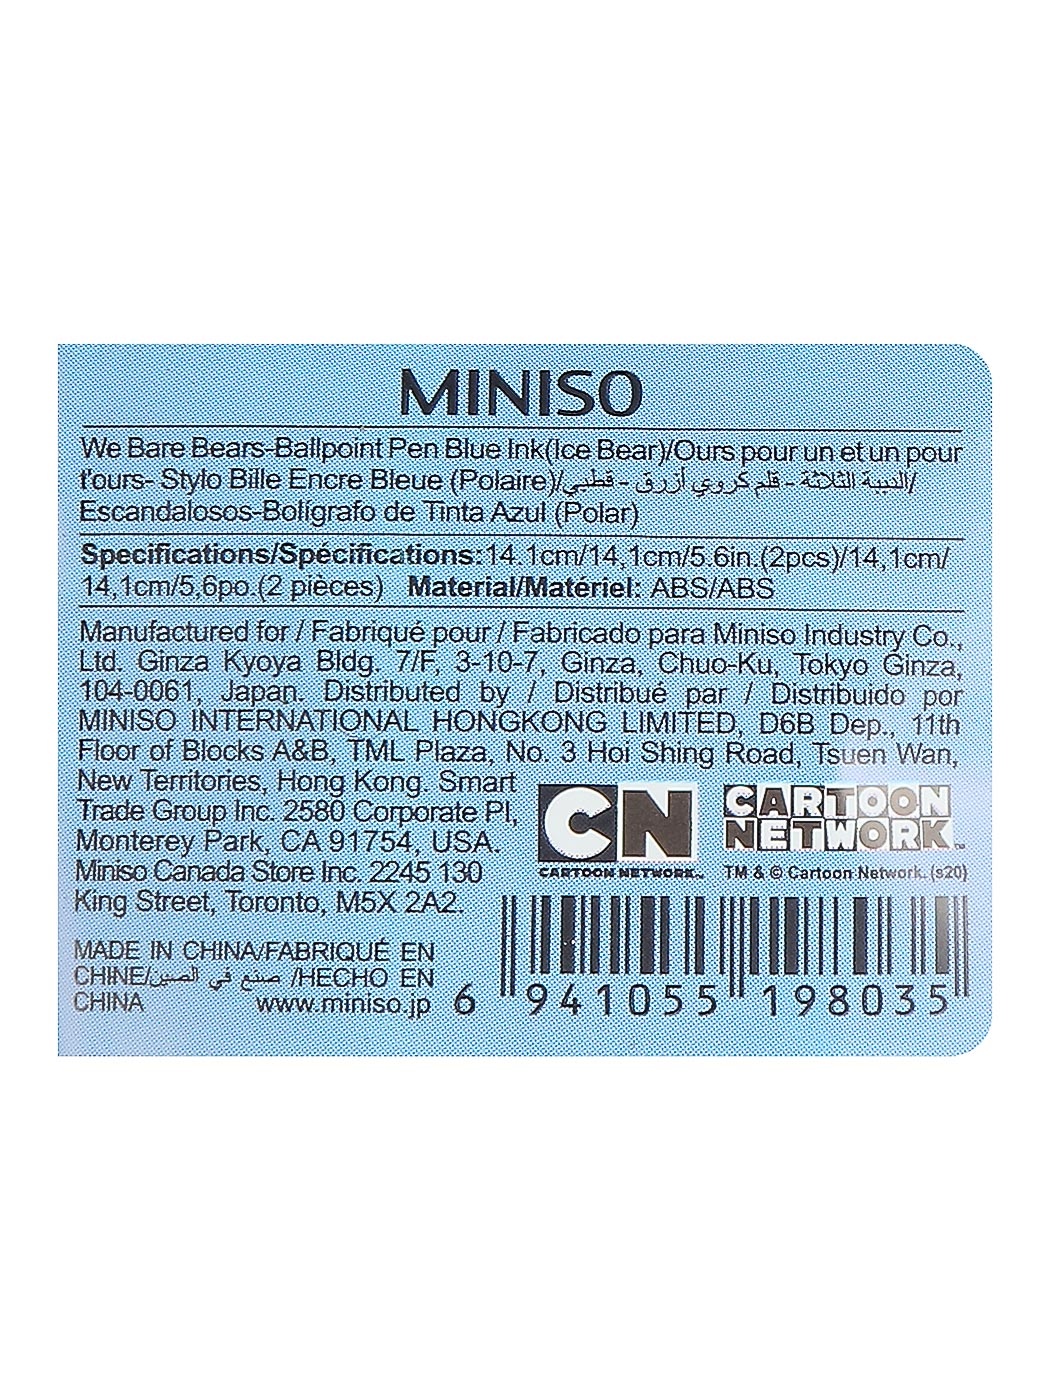 MINISO
We Bare Bears-Ballpoint Pen Blue Ink(Ice Bear)/Ours pour un et un pour
t'ours- Stylo Bille Encre Bleue (Polaire)/الدببة الثلاثة - قلم كروي أزرق - قطبي/
Escandalosos-Bolígrafo de Tinta Azul (Polar)
Specifications/Spécifications:14.1cm/14,1cm/5.6in.(2pcs)/14,1cm/
14,1cm/5,6po.(2 pièces) Material/Matériel: ABS/ABS
Manufactured for / Fabriqué pour / Fabricado para Miniso Industry Co.,
Ltd. Ginza Kyoya Bldg. 7/F, 3-10-7, Ginza, Chuo-Ku, Tokyo Ginza,
104-0061, Japan. Distributed by / Distribué par / Distribuido por
MINISO INTERNATIONAL HONGKONG LIMITED, D6B Dep., 11th
Floor of Blocks A&B, TML Plaza, No. 3 Hoi Shing Road, Tsuen Wan,
New Territories, Hong Kong. Smart
Trade Group Inc. 2580 Corporate Pl,
Monterey Park, CA 91754, USA.
Miniso Canada Store Inc. 2245 130
King Street, Toronto, M5X 2A2.
CN
CARTOON NETWORK™
CARTOON
NETWORK™
TM & © Cartoon Network. (s20)
MADE IN CHINA/FABRIQUÉ EN
CHINE/صنع في الصين /HECHO EN
CHINA www.miniso.jp
6 941055 198035